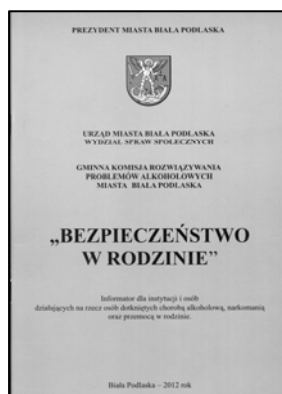 PREZYDENT MIASTA BIAŁA PODLASKA
URZĄD MIASTA BIAŁA PODLASKA
WYDZIAŁ SPRAW SPOŁECZNYCH
GMINNA KOMISJA ROZWIĄZYWANIA
PROBLEMÓW ALKOHOLOWYCH
MIASTA BIAŁA PODLASKA
„BEZPIECZEŃSTWO
W RODZINIE”
Informator dla instytucji i osób
działających na rzecz osób dotkniętych chorobą alkoholową, narkomanią
oraz przemocą w rodzinie.
Biała Podlaska – 2012 rok